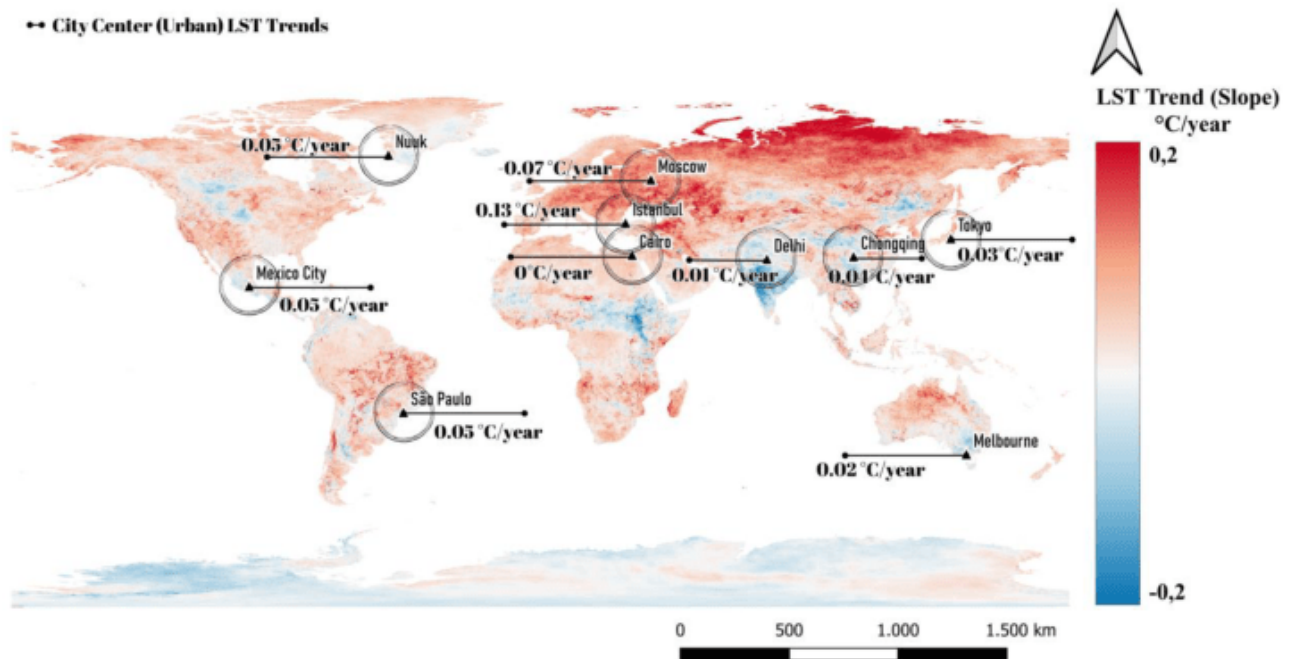 City Center (Urban) LST Trends
LST Trend (Slope)
°C/year
0,2
-0,2
0.05 °C/year
Nuuk
-0.07 °C/year
Moscow
0.13 °C/year
Istanbul
0°C/year
Cairo
0.01 °C/year
Delhi
0.04 °C/year
Chongqing
Tokyo
0.03°C/year
Mexico City
0.05 °C/year
São Paulo
0.05 °C/year
Melbourne
0.02 °C/year
0 500 1.000 1.500 km